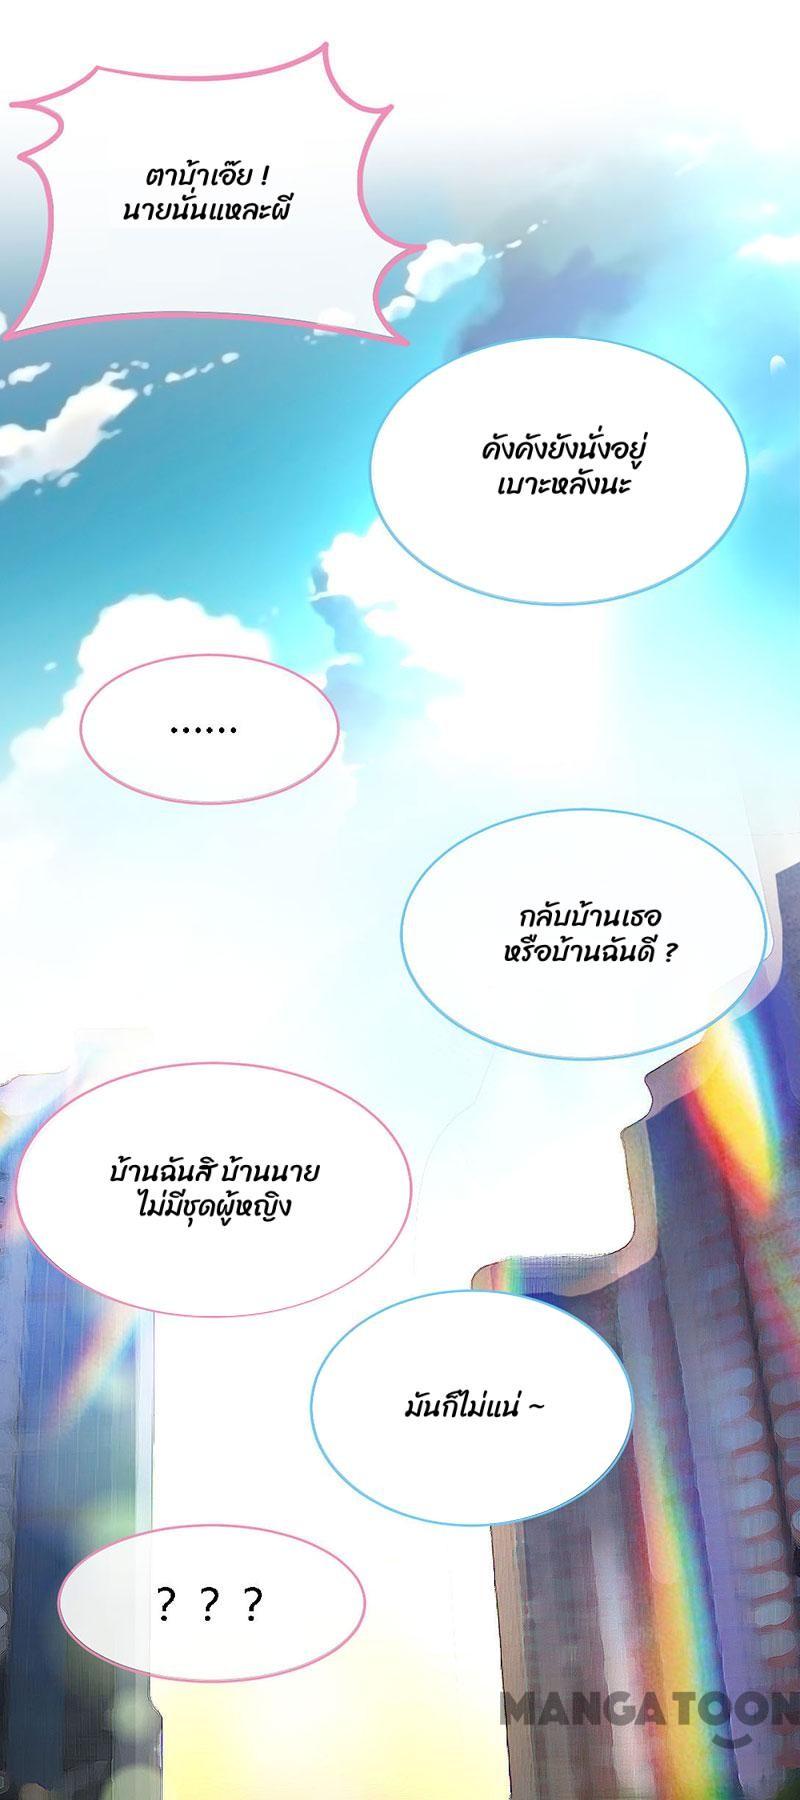 ตาบ้าเอ๊ย !
นายนั่นแหละผี
คังคังยังนั่งอยู่
เบาะหลังนะ
......
กลับบ้านเธอ
หรือบ้านฉันดี ?
บ้านฉันสิ บ้านนาย
ไม่มีชุดผู้หญิง
มันก็ไม่แน่ ~
? ? ?
MANGATOON